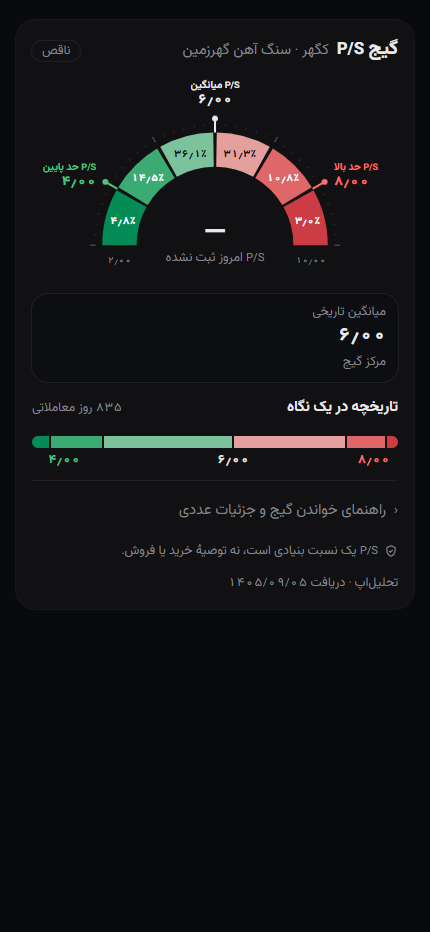 گیج P/S کگهر · سنگ آهن گهرزمین
ناقص
P/S میانگین
۶٫۰۰
P/S حد بالا
۸٫۰۰
P/S حد پایین
۴٫۰۰
۴٫۸٪
۱۴٫۵٪
۳۶٫۱٪
۳۱٫۳٪
۱۰٫۸٪
۳٫۰٪
—
P/S امروز ثبت نشده
۲٫۰۰
۱۰٫۰۰
میانگین تاریخی
۶٫۰۰
مرکز گیج
تاریخچه در یک نگاه
۸۳۵ روز معاملاتی
۴٫۰۰
۶٫۰۰
۸٫۰۰
‹ راهنمای خواندن گیج و جزئیات عددی
P/S یک نسبت بنیادی است، نه توصیهٔ خرید یا فروش.
تحلیل‌اپ · دریافت ۱۴۰۵/۰۹/۰۵